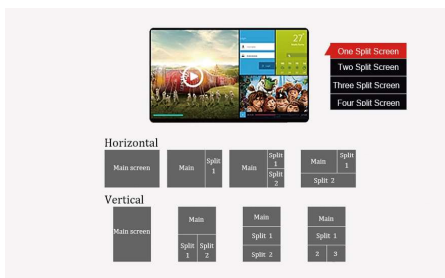 27°
One Split Screen
Two Split Screen
Three Split Screen
Four Split Screen
Horizontal
Main screen
Main
Split
1
Main
Split
1
Split
2
Main
Split
1
Split 2
Vertical
Main screen
Main
Split
1
Split
2
Main
Split 1
Split 2
Main
Split 1
2
3